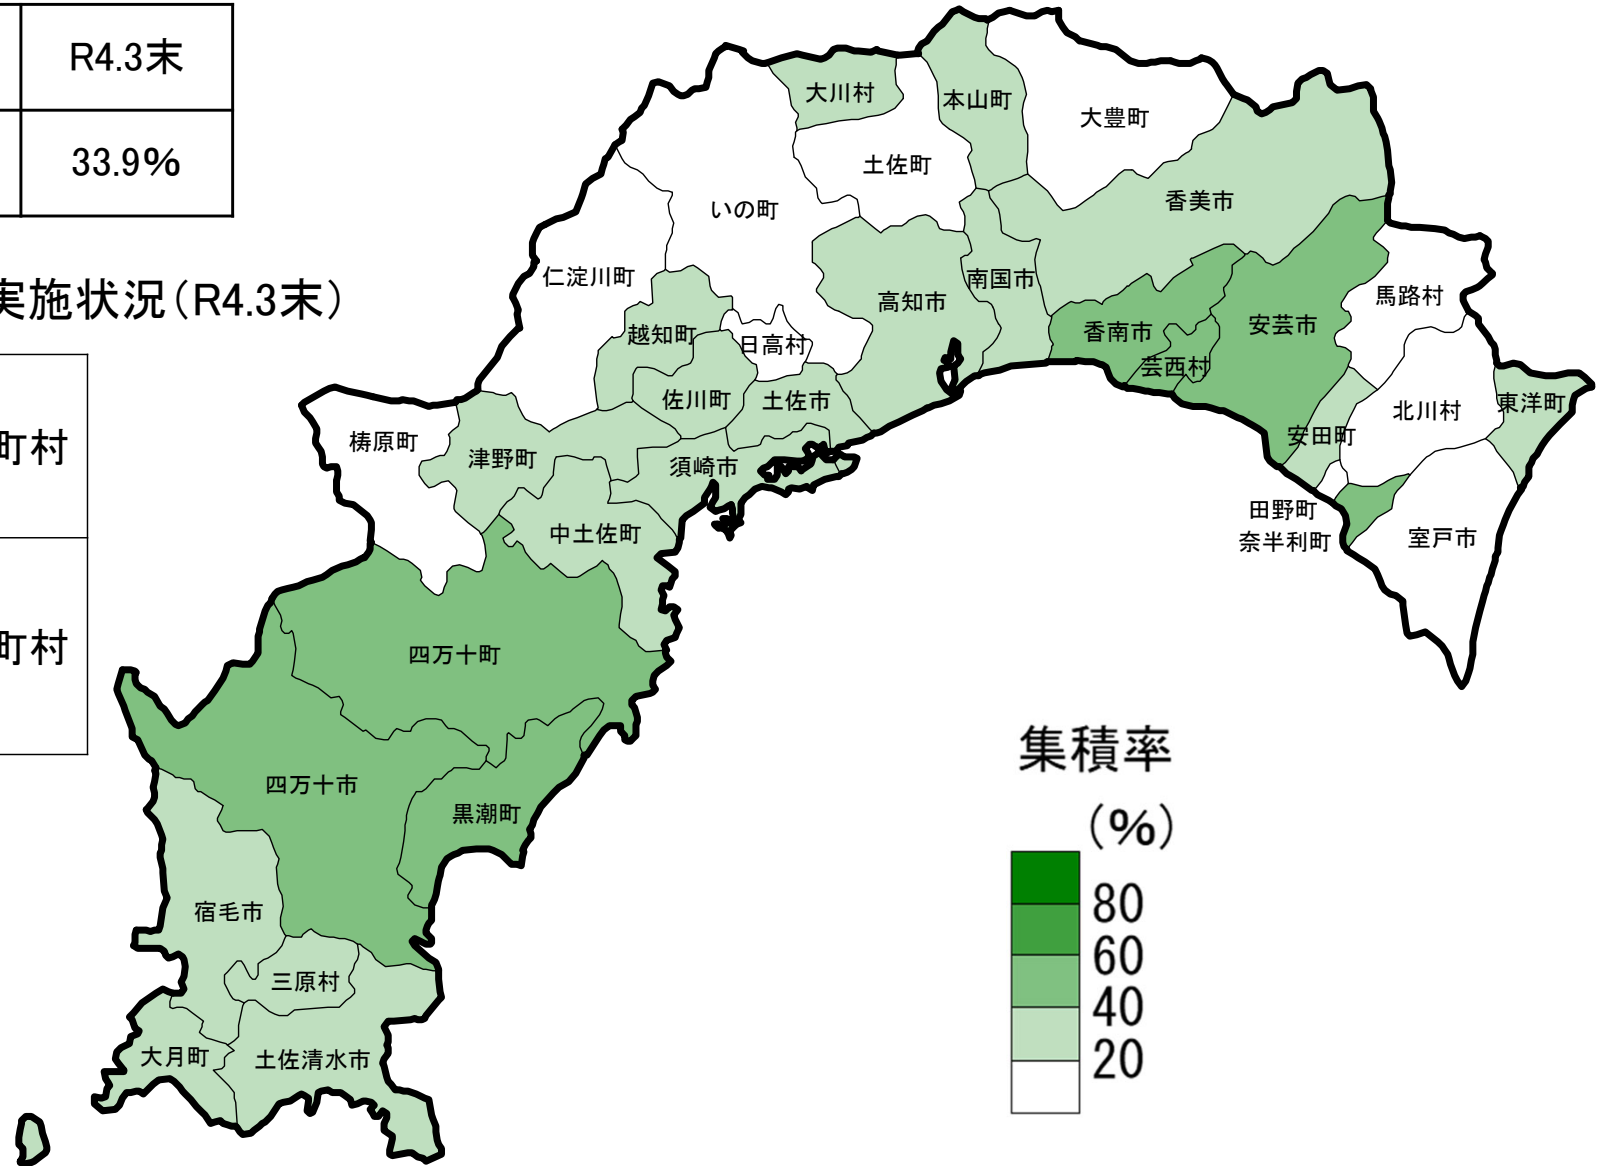 R4.3末
33.9%
実施状況（R4.3末）
町村
町村
大川村
本山町
大豊町
土佐町
香美市
いの町
仁淀川町
南国市
高知市
馬路村
越知町
日高村
香南市
安芸市
芸西村
佐川町
土佐市
北川村
東洋町
梼原町
津野町
安田町
須崎市
田野町
奈半利町
中土佐町
室戸市
四万十町
四万十市
黒潮町
宿毛市
三原村
大月町
土佐清水市
集積率
（%）
80
60
40
20